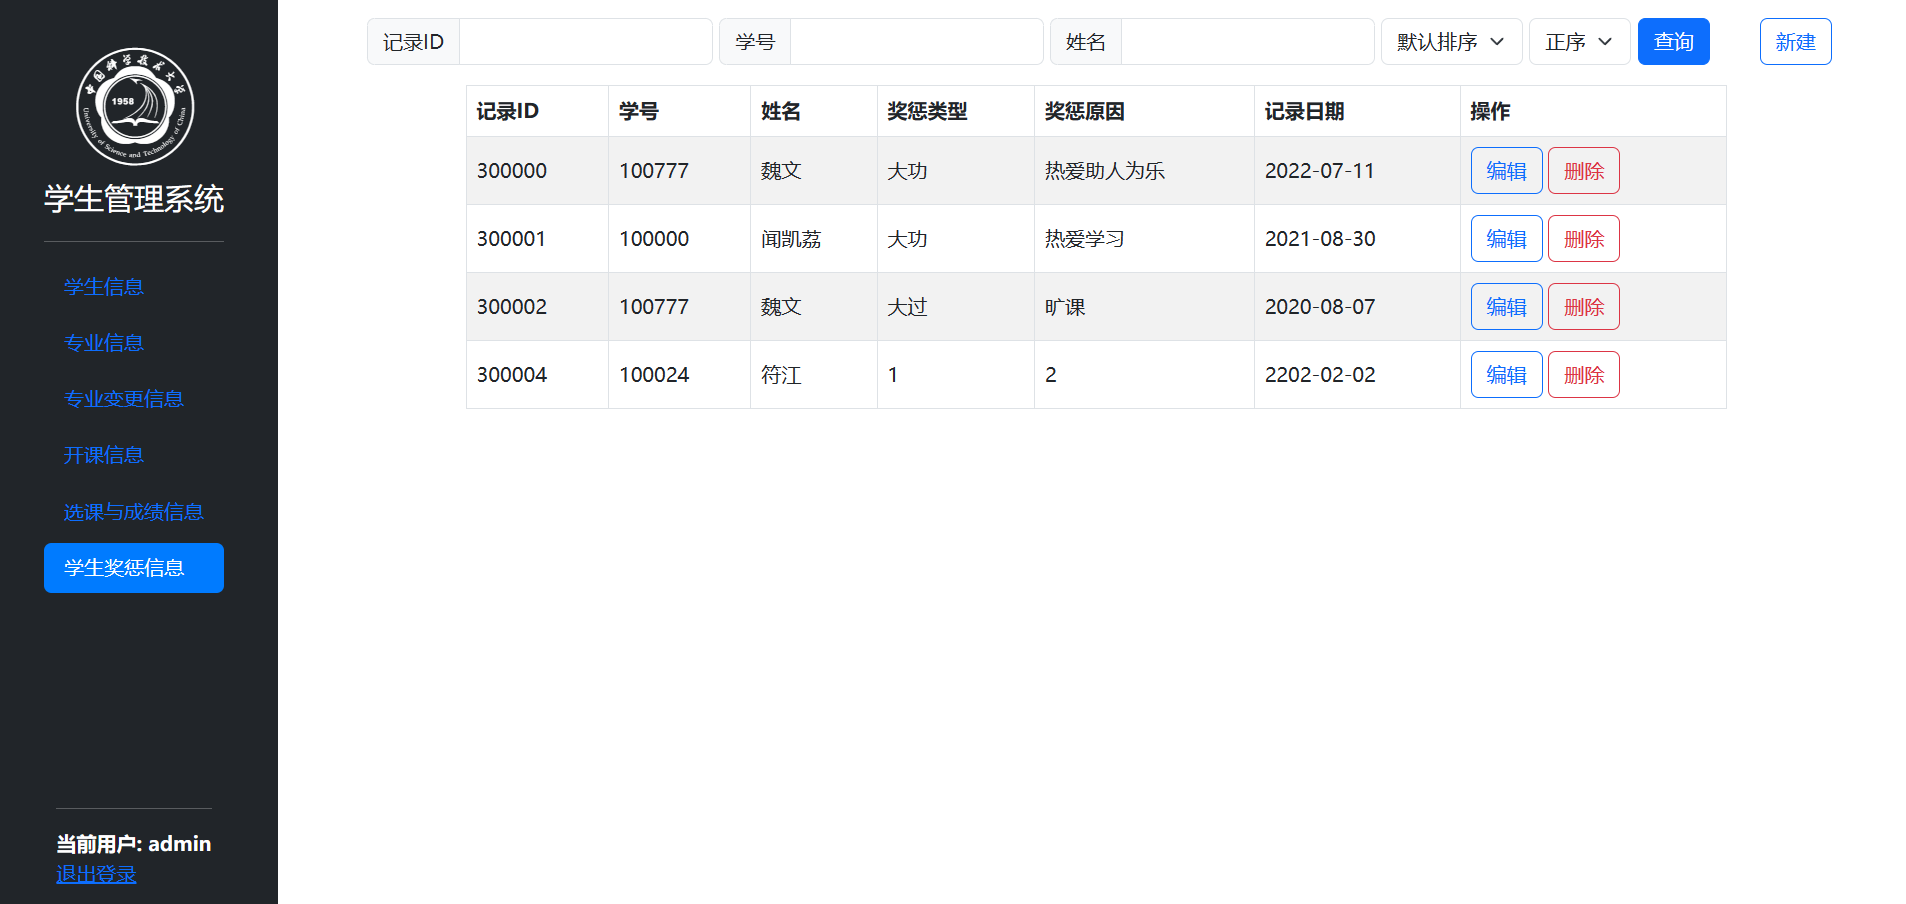 中国科学技术大学
1958
University of Science and Technology of China
学生管理系统
学生信息
专业信息
专业变更信息
开课信息
选课与成绩信息
学生奖惩信息
当前用户: admin
退出登录
记录ID 学号 姓名 默认排序 正序 查询 新建
记录ID 学号 姓名 奖惩类型 奖惩原因 记录日期 操作
300000 100777 魏文 大功 热爱助人为乐 2022-07-11 编辑 删除
300001 100000 闻凯荔 大功 热爱学习 2021-08-30 编辑 删除
300002 100777 魏文 大过 旷课 2020-08-07 编辑 删除
300004 100024 符江 1 2 2202-02-02 编辑 删除